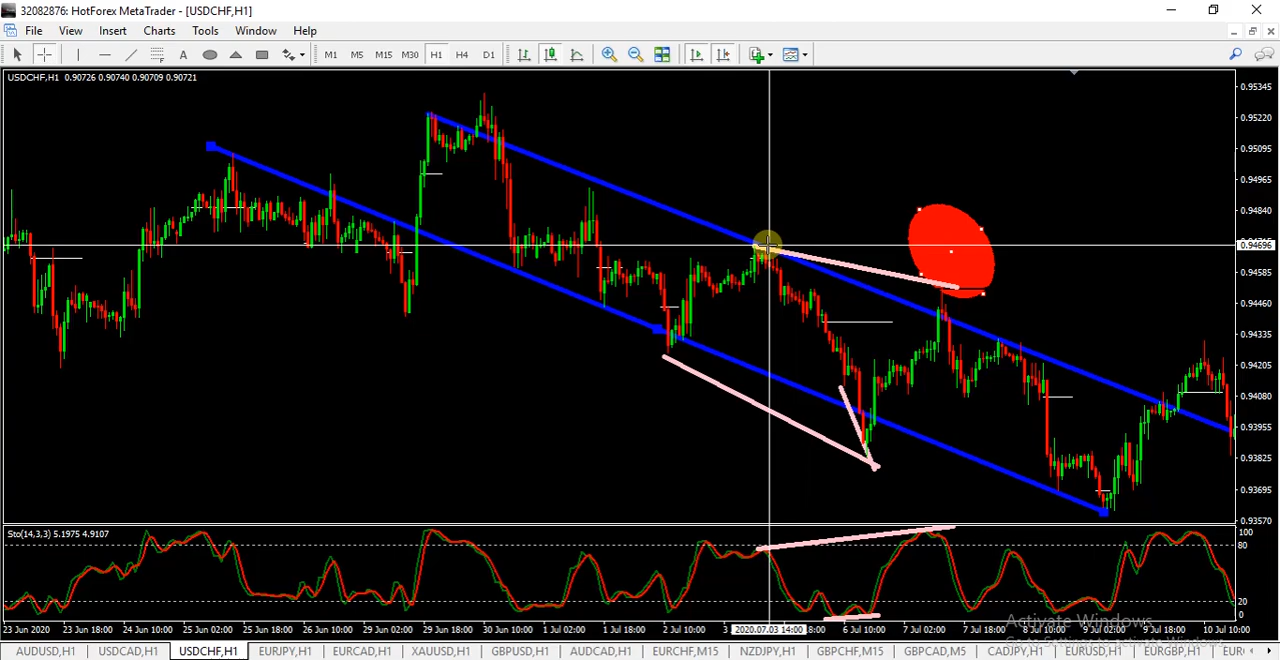 32082876: HotForex MetaTrader - [USDCHF,H1]
File View Insert Charts Tools Window Help
A M1 M5 M15 M30 H1 H4 D1
USDCHF,H1 0.90726 0.90740 0.90709 0.90721
0.95345
0.95220
0.95095
0.94965
0.94840
0.94696
0.94585
0.94460
0.94335
0.94205
0.94080
0.93955
0.93825
0.93695
0.93570
Sto(14,3,3) 5.1975 4.9107
100
80
20
0
Activate Windows
23 Jun 2020 23 Jun 18:00 24 Jun 10:00 25 Jun 02:00 25 Jun 18:00 26 Jun 10:00 29 Jun 02:00 29 Jun 18:00 30 Jun 10:00 1 Jul 02:00 1 Jul 18:00 2 Jul 10:00 3 2020.07.03 14:00 18:00 6 Jul 10:00 7 Jul 02:00 7 Jul 18:00 8 Jul 10:00 9 Jul 02:00 9 Jul 18:00 10 Jul 10:00
AUDUSD,H1 USDCAD,H1 USDCHF,H1 EURJPY,H1 EURCAD,H1 XAUUSD,H1 GBPUSD,H1 AUDCAD,H1 EURCHF,M15 NZDJPY,H1 GBPCHF,M15 GBPCAD,M5 CADJPY,H1 EURUSD,H1 EURGBP,H1 EUR